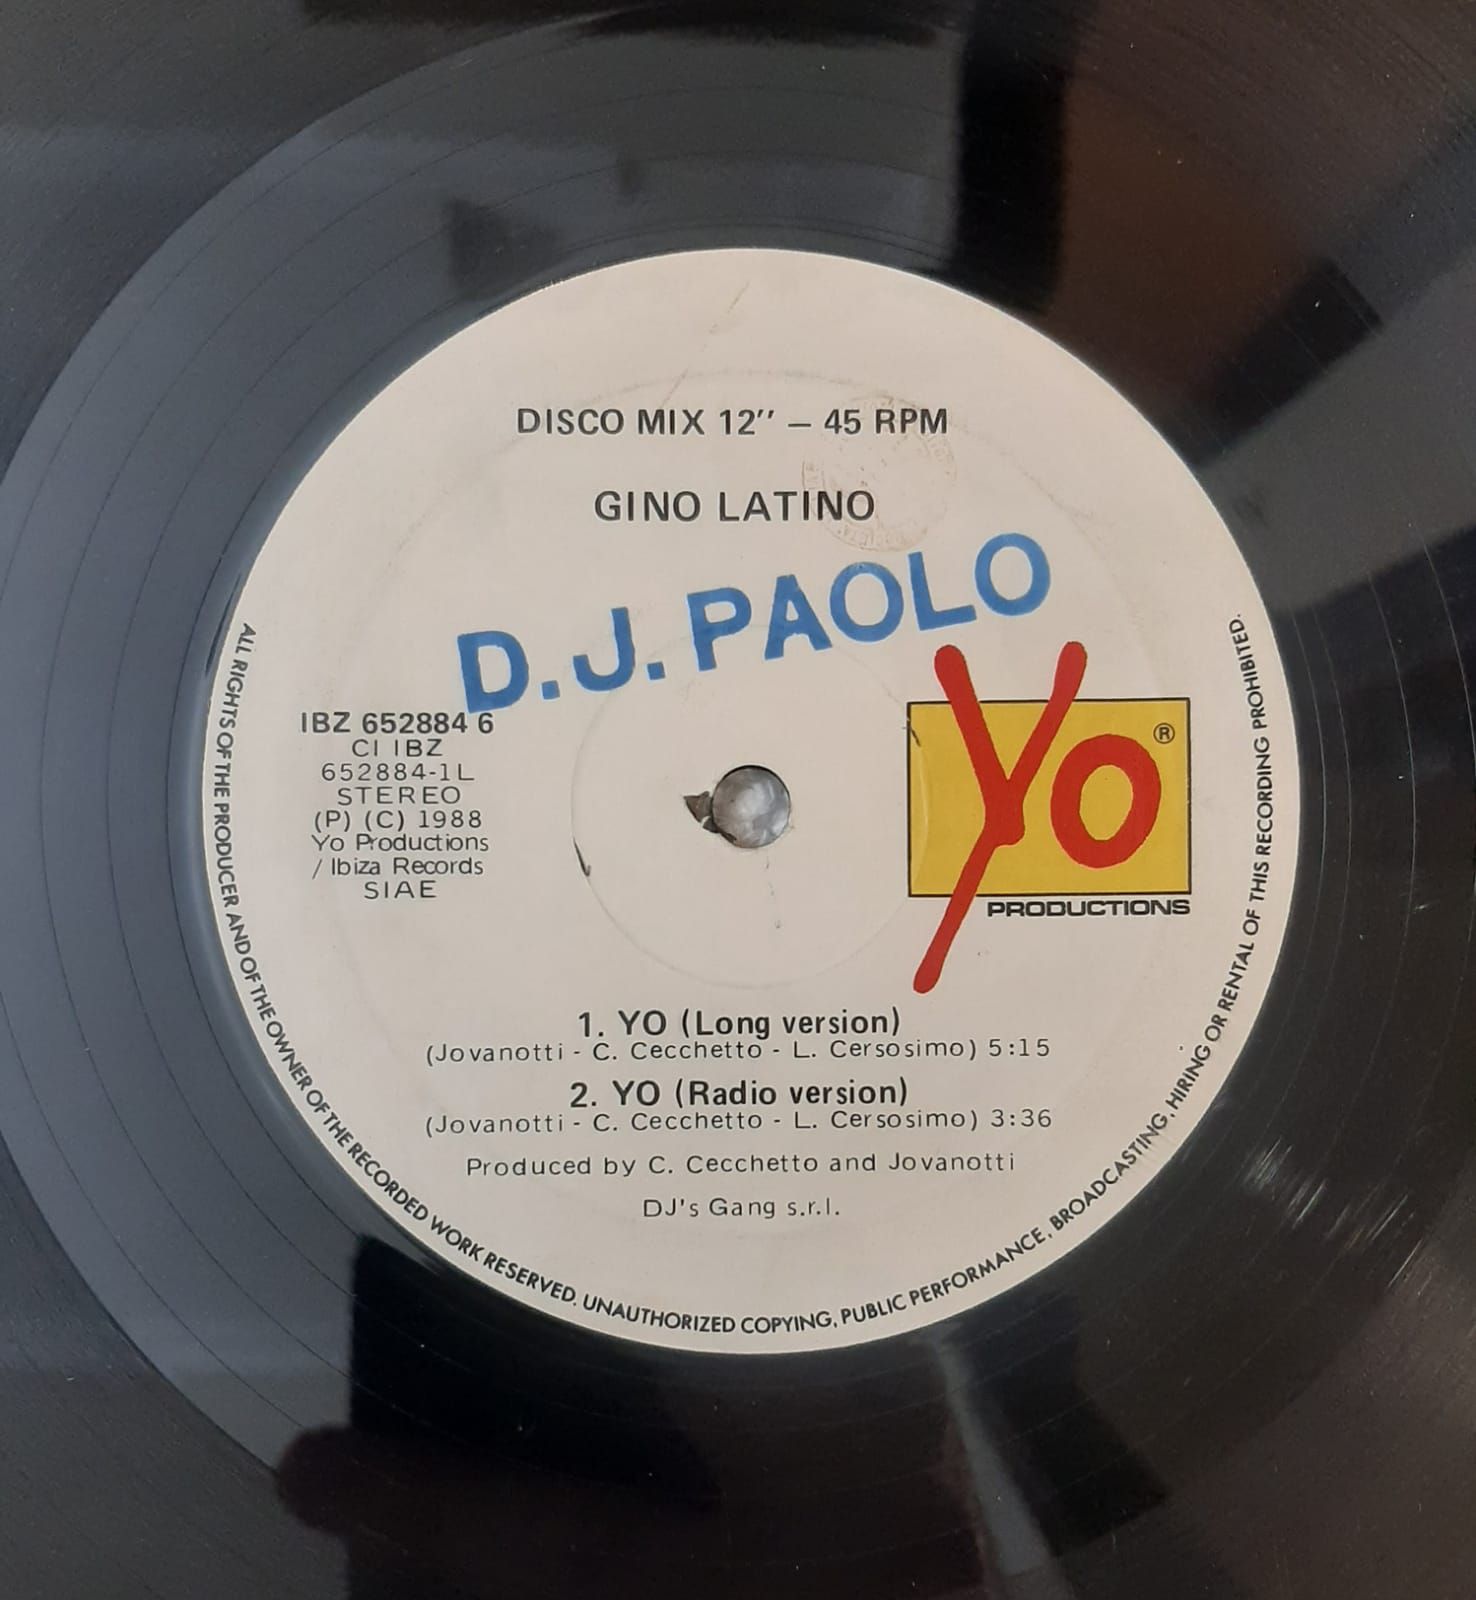 DISCO MIX 12" – 45 RPM
GINO LATINO
D.J. PAOLO
IBZ 652884 6
CI IBZ
652884-1L
STEREO
(P) (C) 1988
Yo Productions
/ Ibiza Records
SIAE
Yo ®
PRODUCTIONS
1. YO (Long version)
(Jovanotti - C. Cecchetto - L. Cersosimo) 5:15
2. YO (Radio version)
(Jovanotti - C. Cecchetto - L. Cersosimo) 3:36
Produced by C. Cecchetto and Jovanotti
DJ's Gang s.r.l.
ALL RIGHTS OF THE PRODUCER AND OF THE OWNER OF THE RECORDED WORK RESERVED. UNAUTHORIZED COPYING, PUBLIC PERFORMANCE, BROADCASTING, HIRING OR RENTAL OF THIS RECORDING PROHIBITED.